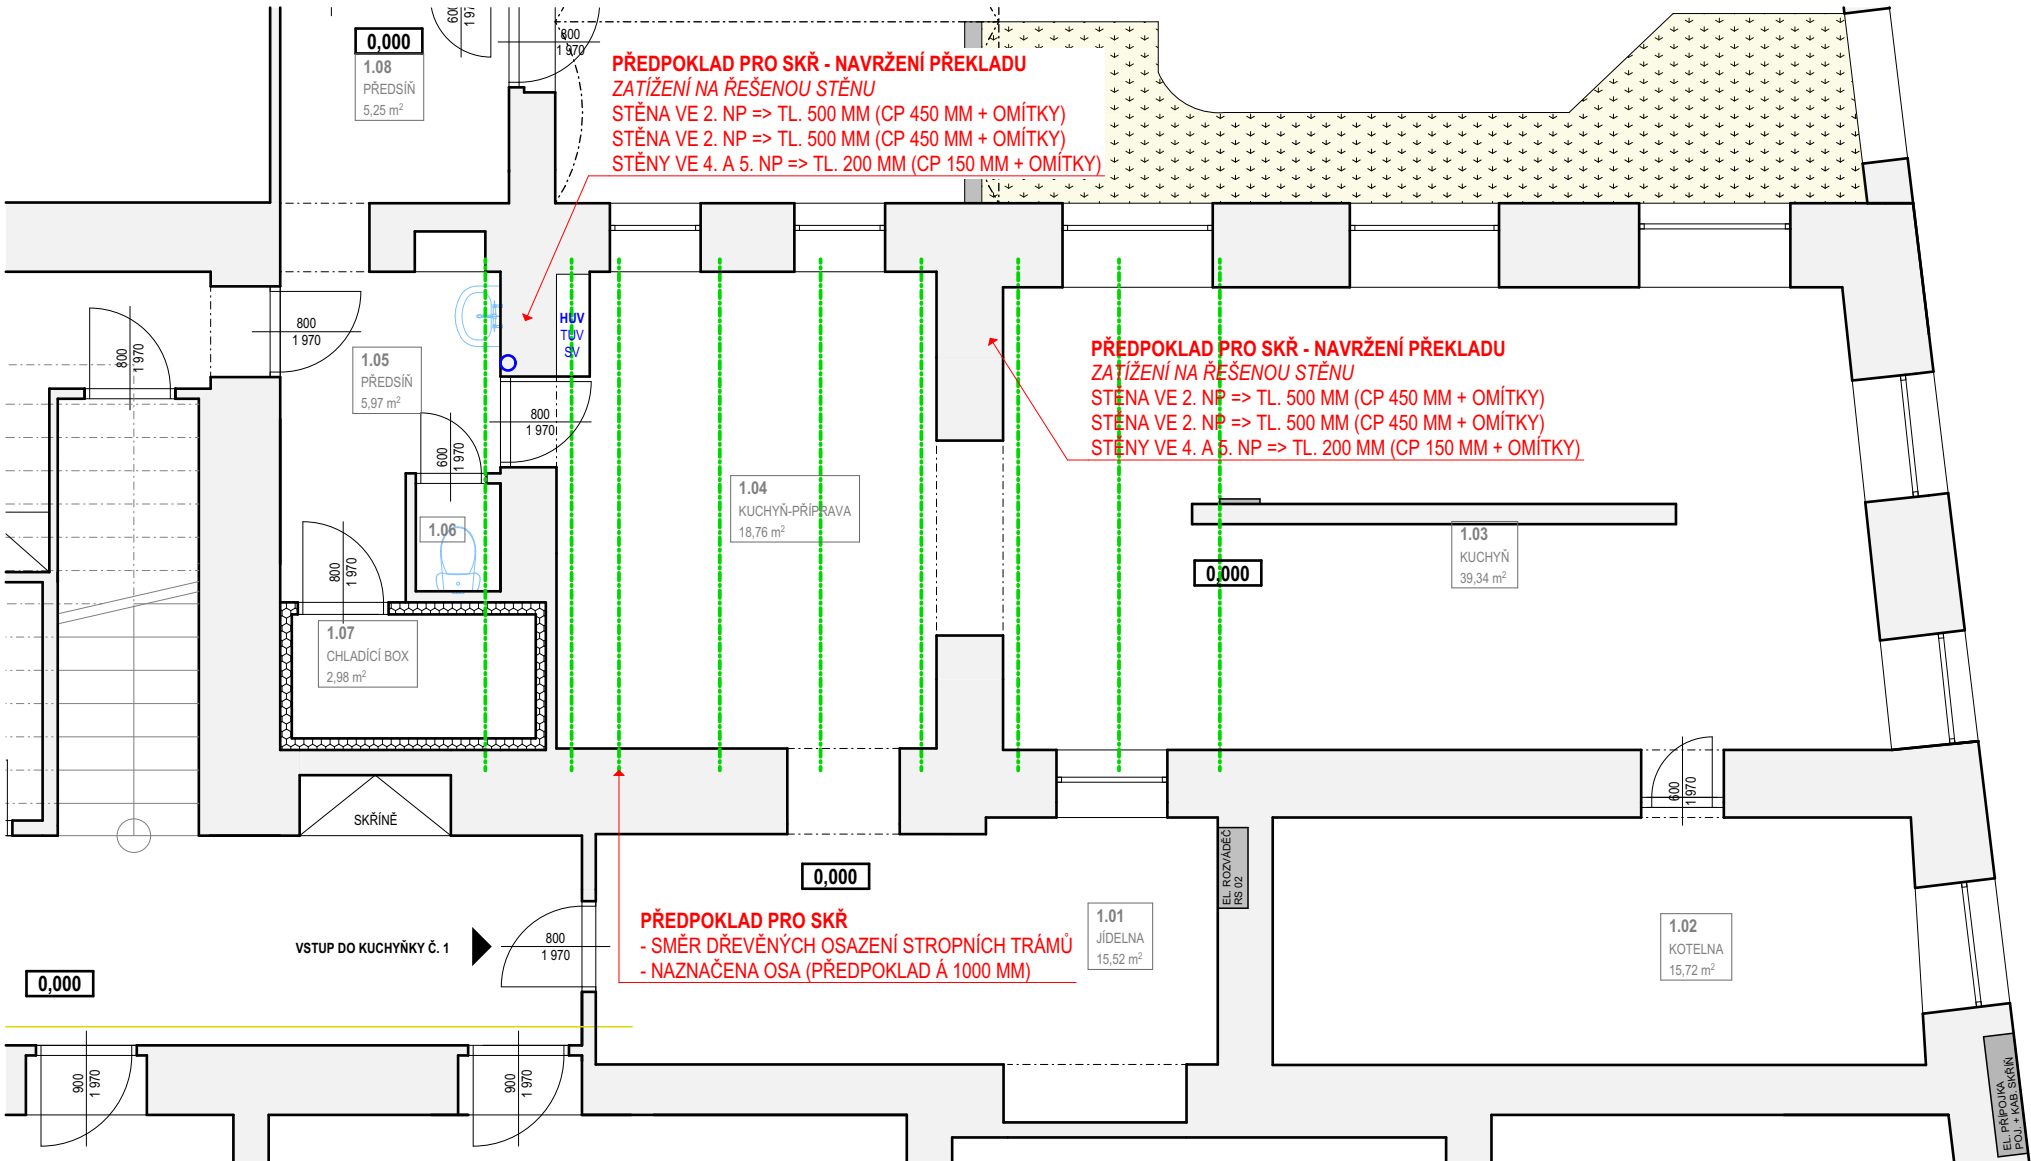 0,000
1.08
PŘEDSÍŇ
5,25 m²
600
1 97
800
1 970
PŘEDPOKLAD PRO SKŘ - NAVRŽENÍ PŘEKLADU
ZATÍŽENÍ NA ŘEŠENOU STĚNU
STĚNA VE 2. NP => TL. 500 MM (CP 450 MM + OMÍTKY)
STĚNA VE 2. NP => TL. 500 MM (CP 450 MM + OMÍTKY)
STĚNY VE 4. A 5. NP => TL. 200 MM (CP 150 MM + OMÍTKY)
800
1 970
800
1 970
1.05
PŘEDSÍŇ
5,97 m²
HUV
TUV
SV
800
1 970
600
1 970
PŘEDPOKLAD PRO SKŘ - NAVRŽENÍ PŘEKLADU
ZATÍŽENÍ NA ŘEŠENOU STĚNU
STĚNA VE 2. NP => TL. 500 MM (CP 450 MM + OMÍTKY)
STĚNA VE 2. NP => TL. 500 MM (CP 450 MM + OMÍTKY)
STĚNY VE 4. A 5. NP => TL. 200 MM (CP 150 MM + OMÍTKY)
1.04
KUCHYŇ-PŘÍPRAVA
18,76 m²
1.06
1.03
KUCHYŇ
39,34 m²
0,000
800
1 970
1.07
CHLADÍCÍ BOX
2,98 m²
SKŘÍNĚ
600
1 970
0,000
EL. ROZVÁDĚČ
RS 02
PŘEDPOKLAD PRO SKŘ
- SMĚR DŘEVĚNÝCH OSAZENÍ STROPNÍCH TRÁMŮ
- NAZNAČENA OSA (PŘEDPOKLAD Á 1000 MM)
1.01
JÍDELNA
15,52 m²
1.02
KOTELNA
15,72 m²
VSTUP DO KUCHYŇKY Č. 1
800
1 970
0,000
900
1 970
900
1 970
EL. PŘÍPOJKA
POJ. + KAB. SKŘÍŇ